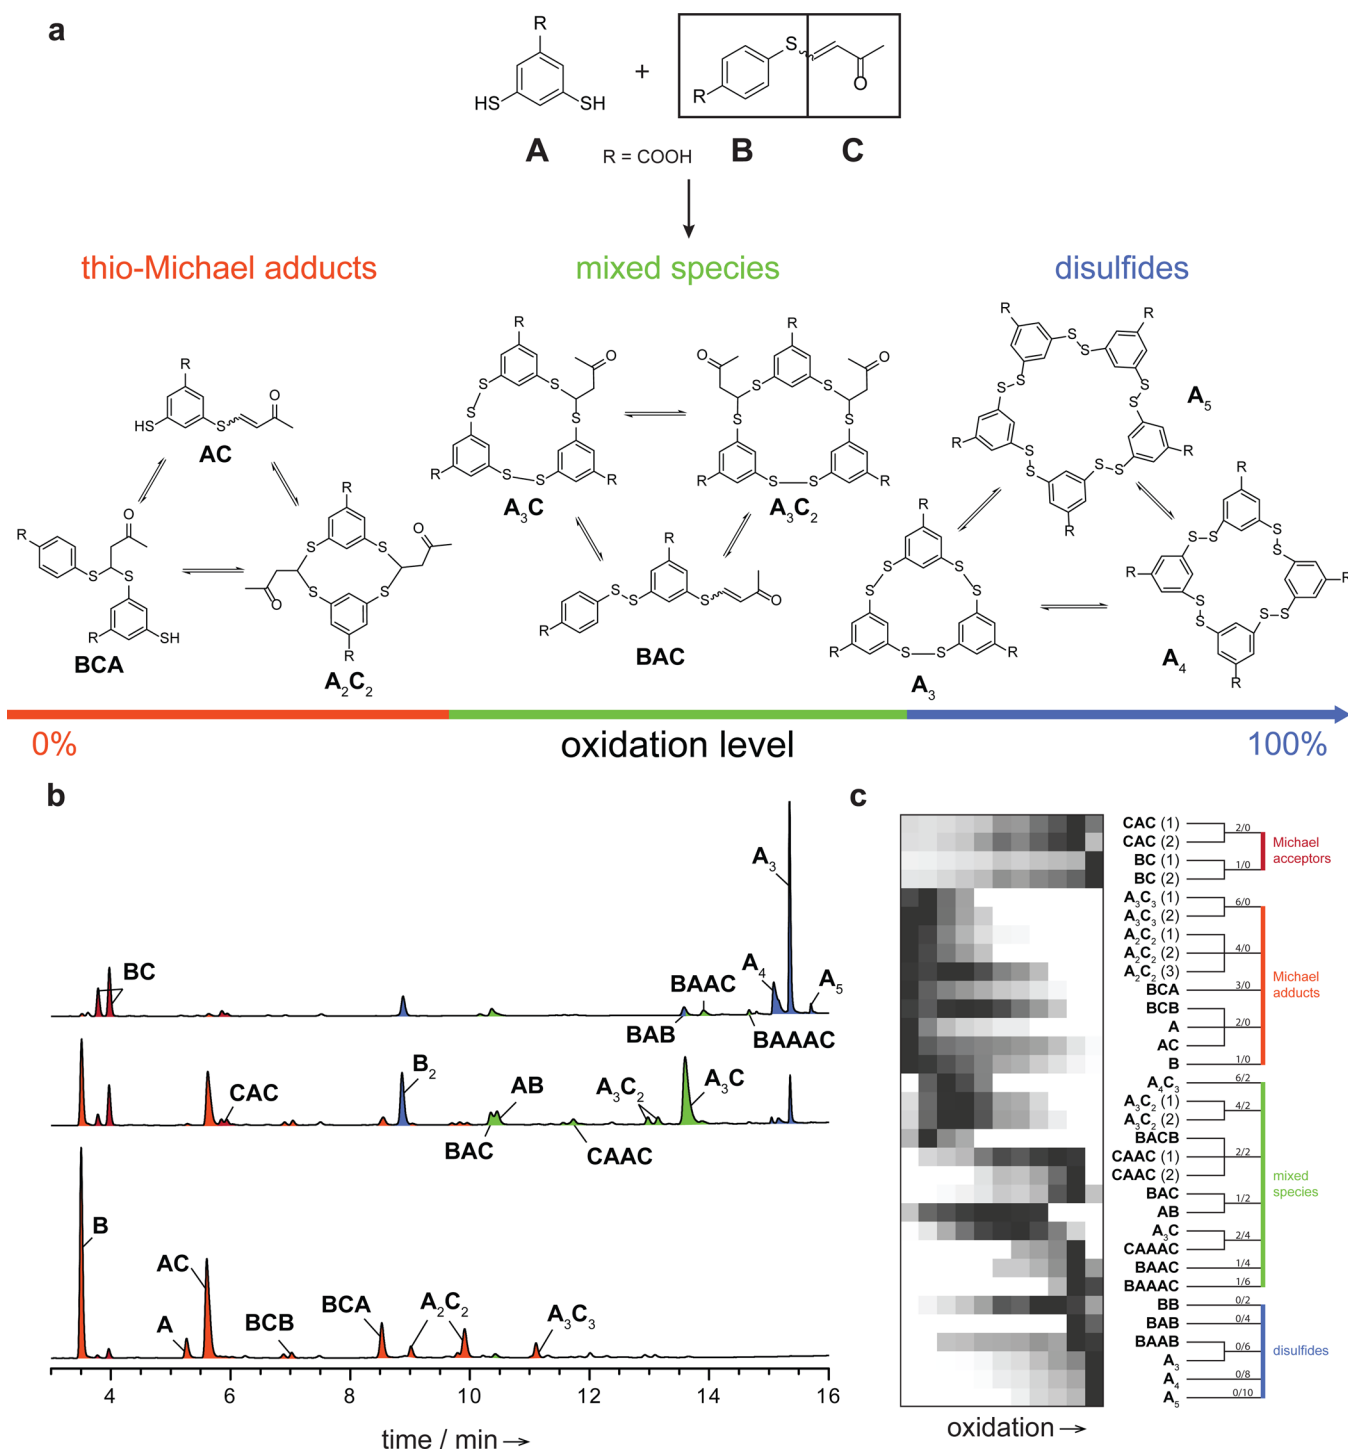 a
R
HS
SH
A
+
S
R
O
B
C
R = COOH
thio-Michael adducts
mixed species
disulfides
R
HS
S
O
AC
R
O
S
S
R
SH
BCA
R
O
S
S
O
S
S
R
A2C2
R
O
S
S
S
S
R
S
S
R
A3C
R
O
O
S
S
S
S
R
S
S
R
A3C2
R
S
S
S
O
R
BAC
R
R
S
S
S
S
S
S
R
R
S
S
S
S
R
A5
R
S
S
S
S
R
S
S
R
A3
R
S
S
S
S
R
R
S
S
S
S
R
A4
0%
oxidation level
100%
b
BC
BAB
BAAC
BAAAC
A4
A3
A5
CAC
B2
BAC
AB
CAAC
A3C2
A3C
B
A
AC
BCB
BCA
A2C2
A3C3
4
6
8
10
12
14
16
time / min →
c
CAC (1)
CAC (2)
BC (1)
BC (2)
A3C3 (1)
A3C3 (2)
A2C2 (1)
A2C2 (2)
A2C2 (3)
BCA
BCB
A
AC
B
A4C3
A3C2 (1)
A3C2 (2)
BACB
CAAC (1)
CAAC (2)
BAC
AB
A3C
CAAAC
BAAC
BAAAC
BB
BAB
BAAB
A3
A4
A5
2/0
1/0
6/0
4/0
3/0
2/0
1/0
6/2
4/2
2/2
1/2
2/4
1/4
1/6
0/2
0/4
0/6
0/8
0/10
Michael
acceptors
Michael
adducts
mixed
species
disulfides
oxidation →